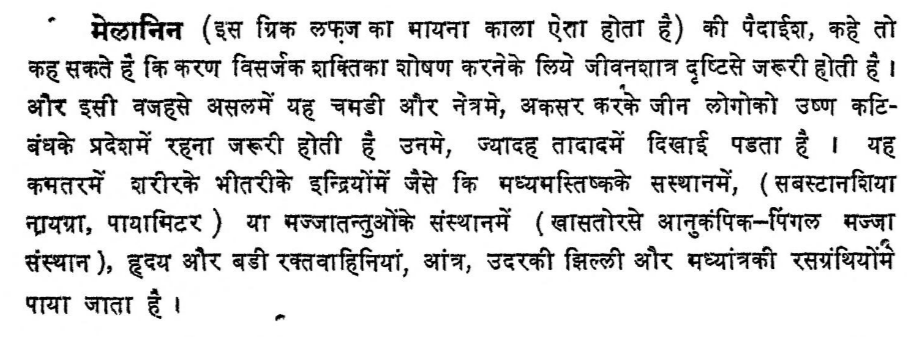 मेलानिन (इस ग्रिक लफ़ज का मायना काला ऐसा होता है) की पैदाईश, कहे तो
कह सकते है कि करण विसर्जक शक्तिका शोषण करनेके लिये जीवनशात्र दृष्टिसे जरूरी होती है।
और इसी वजहसे असलमें यह चमडी और नेत्रमे, अकसर करके जीन लोगोको उष्ण कटि-
बंधके प्रदेशमें रहना जरूरी होती है उनमे, ज्यादह तादादमें दिखाई पडता है । यह
कमतरमें शरीरके भीतरीके इन्द्रियोंमें जैसे कि मध्यमस्तिष्कके सस्थानमें, (सबस्टानशिया
नायग्रा, पायामिटर) या मज्जातन्तुओंके संस्थानमें (खासतोरसे आनुकंपिक–पिंगल मज्जा
संस्थान), हृदय और बडी रक्तवाहिनियां, आंत्र, उदरकी झिल्ली और मध्यांत्रकी रसग्रंथियोंमे
पाया जाता है ।